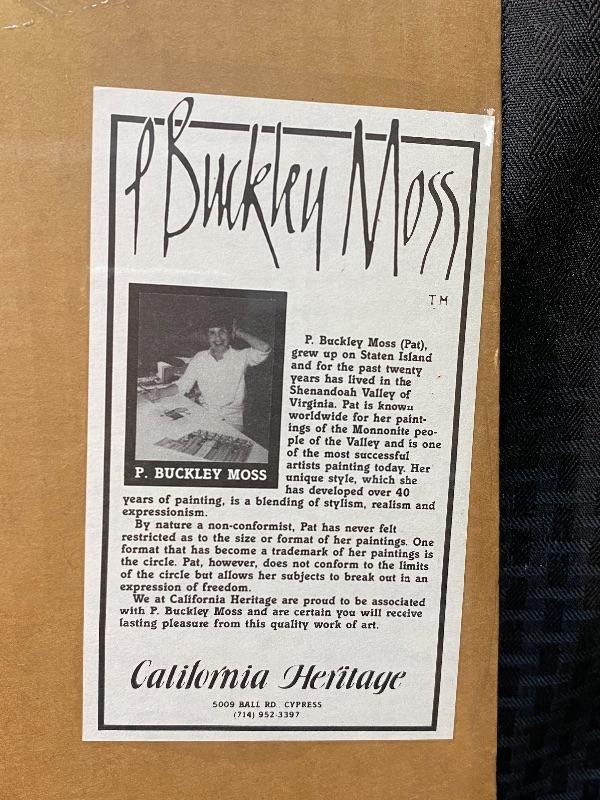 P Buckley Moss
TM
P. BUCKLEY MOSS
P. Buckley Moss (Pat),
grew up on Staten Island
and for the past twenty
years has lived in the
Shenandoah Valley of
Virginia. Pat is known
worldwide for her paint-
ings of the Monnonite peo-
ple of the Valley and is one
of the most successful
artists painting today. Her
unique style, which she
has developed over 40
years of painting, is a blending of stylism, realism and
expressionism.
By nature a non-conformist, Pat has never felt
restricted as to the size or format of her paintings. One
format that has become a trademark of her paintings is
the circle. Pat, however, does not conform to the limits
of the circle but allows her subjects to break out in an
expression of freedom.
We at California Heritage are proud to be associated
with P. Buckley Moss and are certain you will receive
lasting pleasure from this quality work of art.
California Heritage
5009 BALL RD. CYPRESS
(714) 952-3397